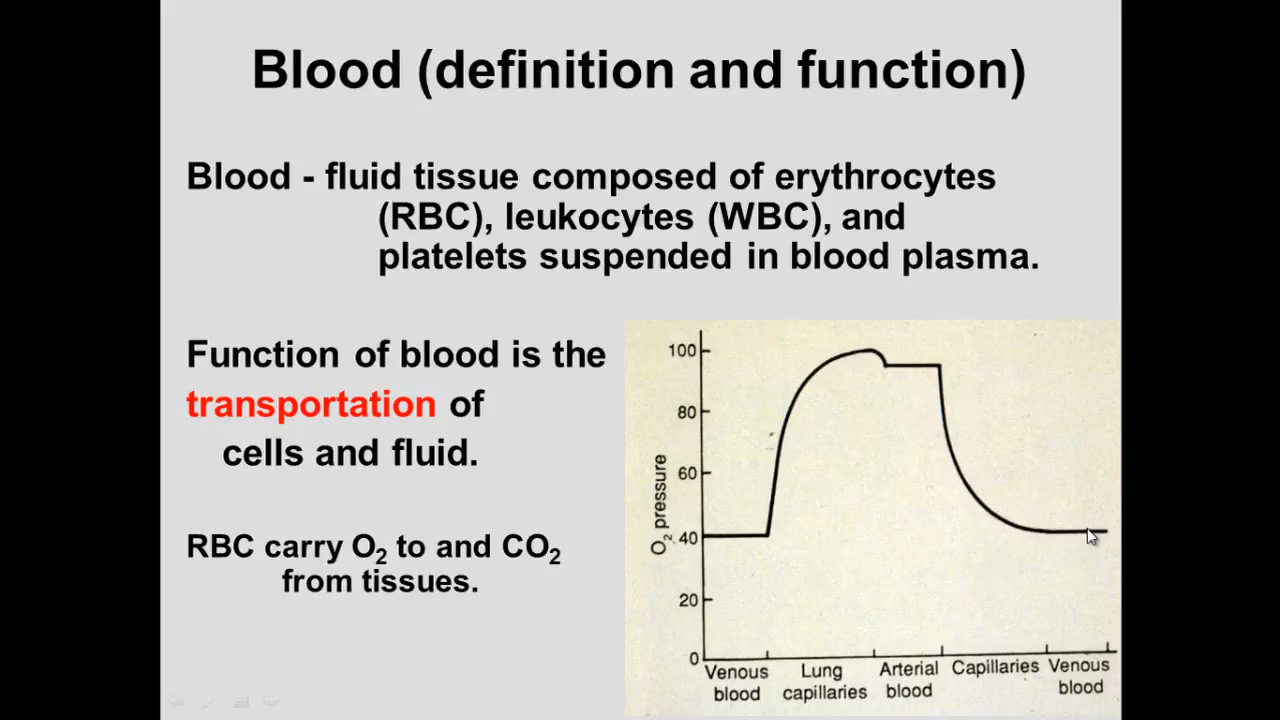 Blood (definition and function)
Blood - fluid tissue composed of erythrocytes
(RBC), leukocytes (WBC), and
platelets suspended in blood plasma.
Function of blood is the
transportation of
cells and fluid.
RBC carry O₂ to and CO₂
from tissues.
O₂ pressure
100
80
60
40
20
0
Venous
blood
Lung
capillaries
Arterial
blood
Capillaries
Venous
blood